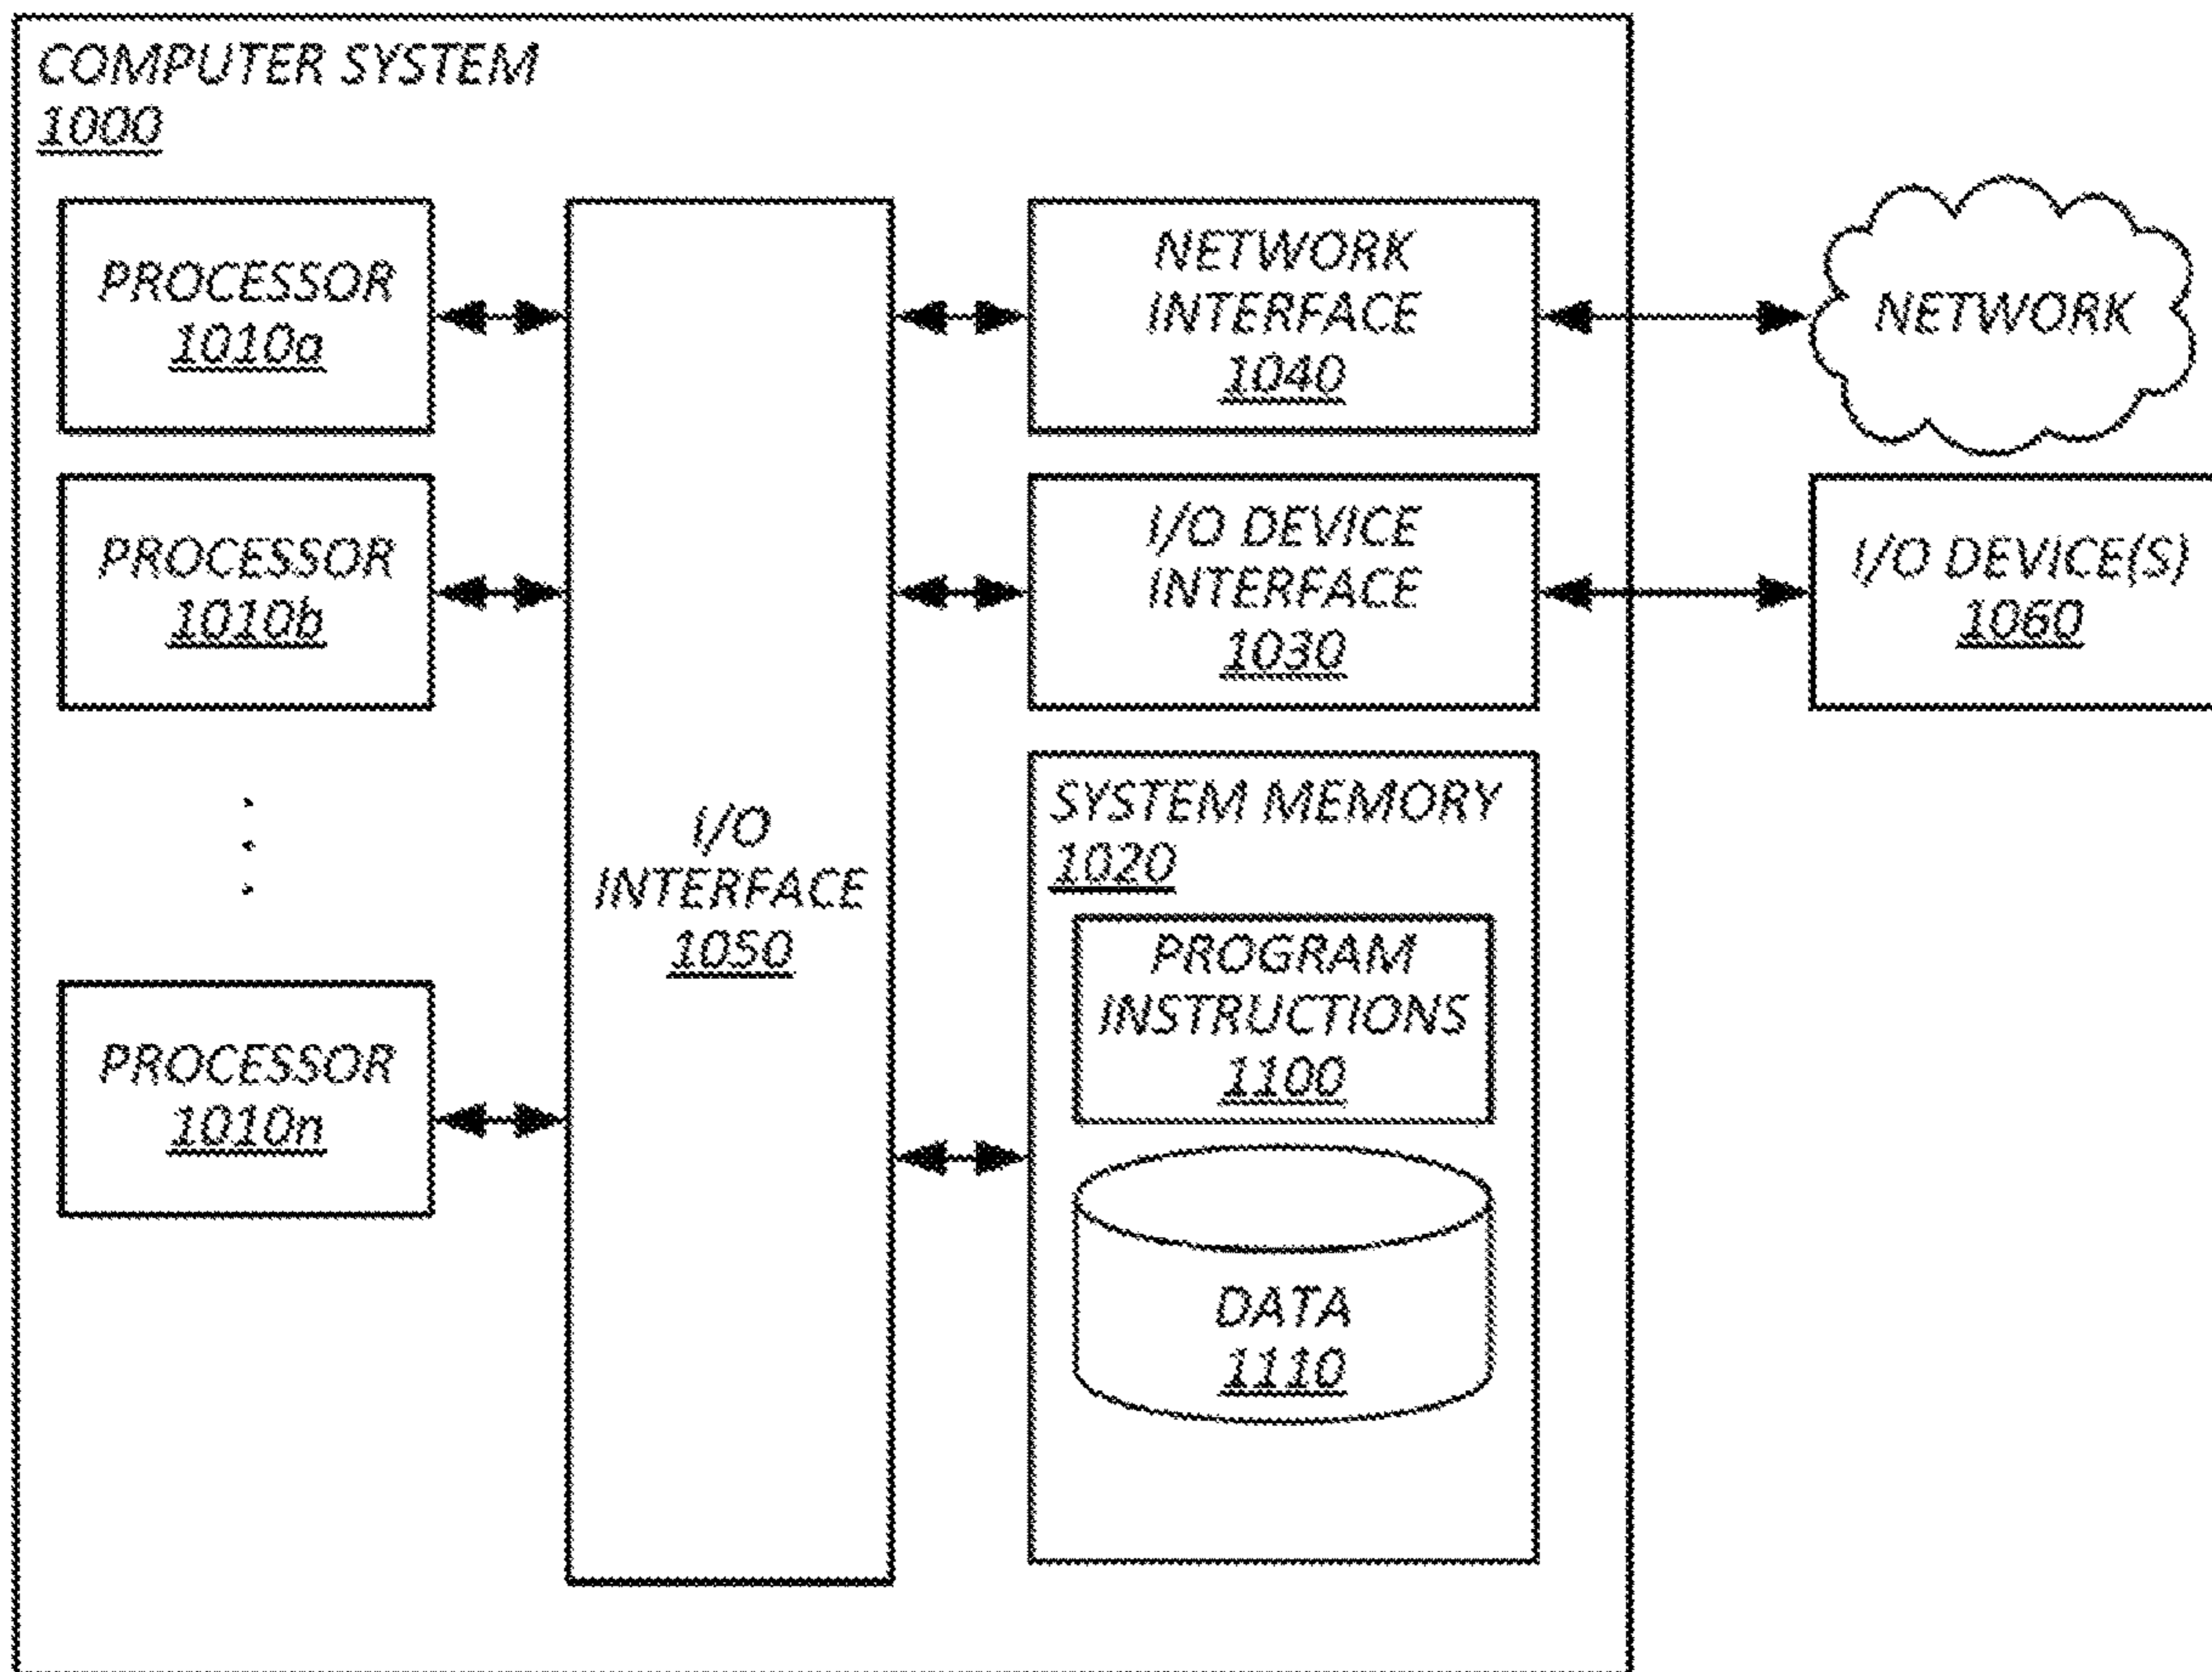 COMPUTER SYSTEM
1000
PROCESSOR
1010a
PROCESSOR
1010b
PROCESSOR
1010n
I/O
INTERFACE
1050
NETWORK
INTERFACE
1040
I/O DEVICE
INTERFACE
1030
SYSTEM MEMORY
1020
PROGRAM
INSTRUCTIONS
1100
DATA
1110
NETWORK
I/O DEVICE(S)
1060